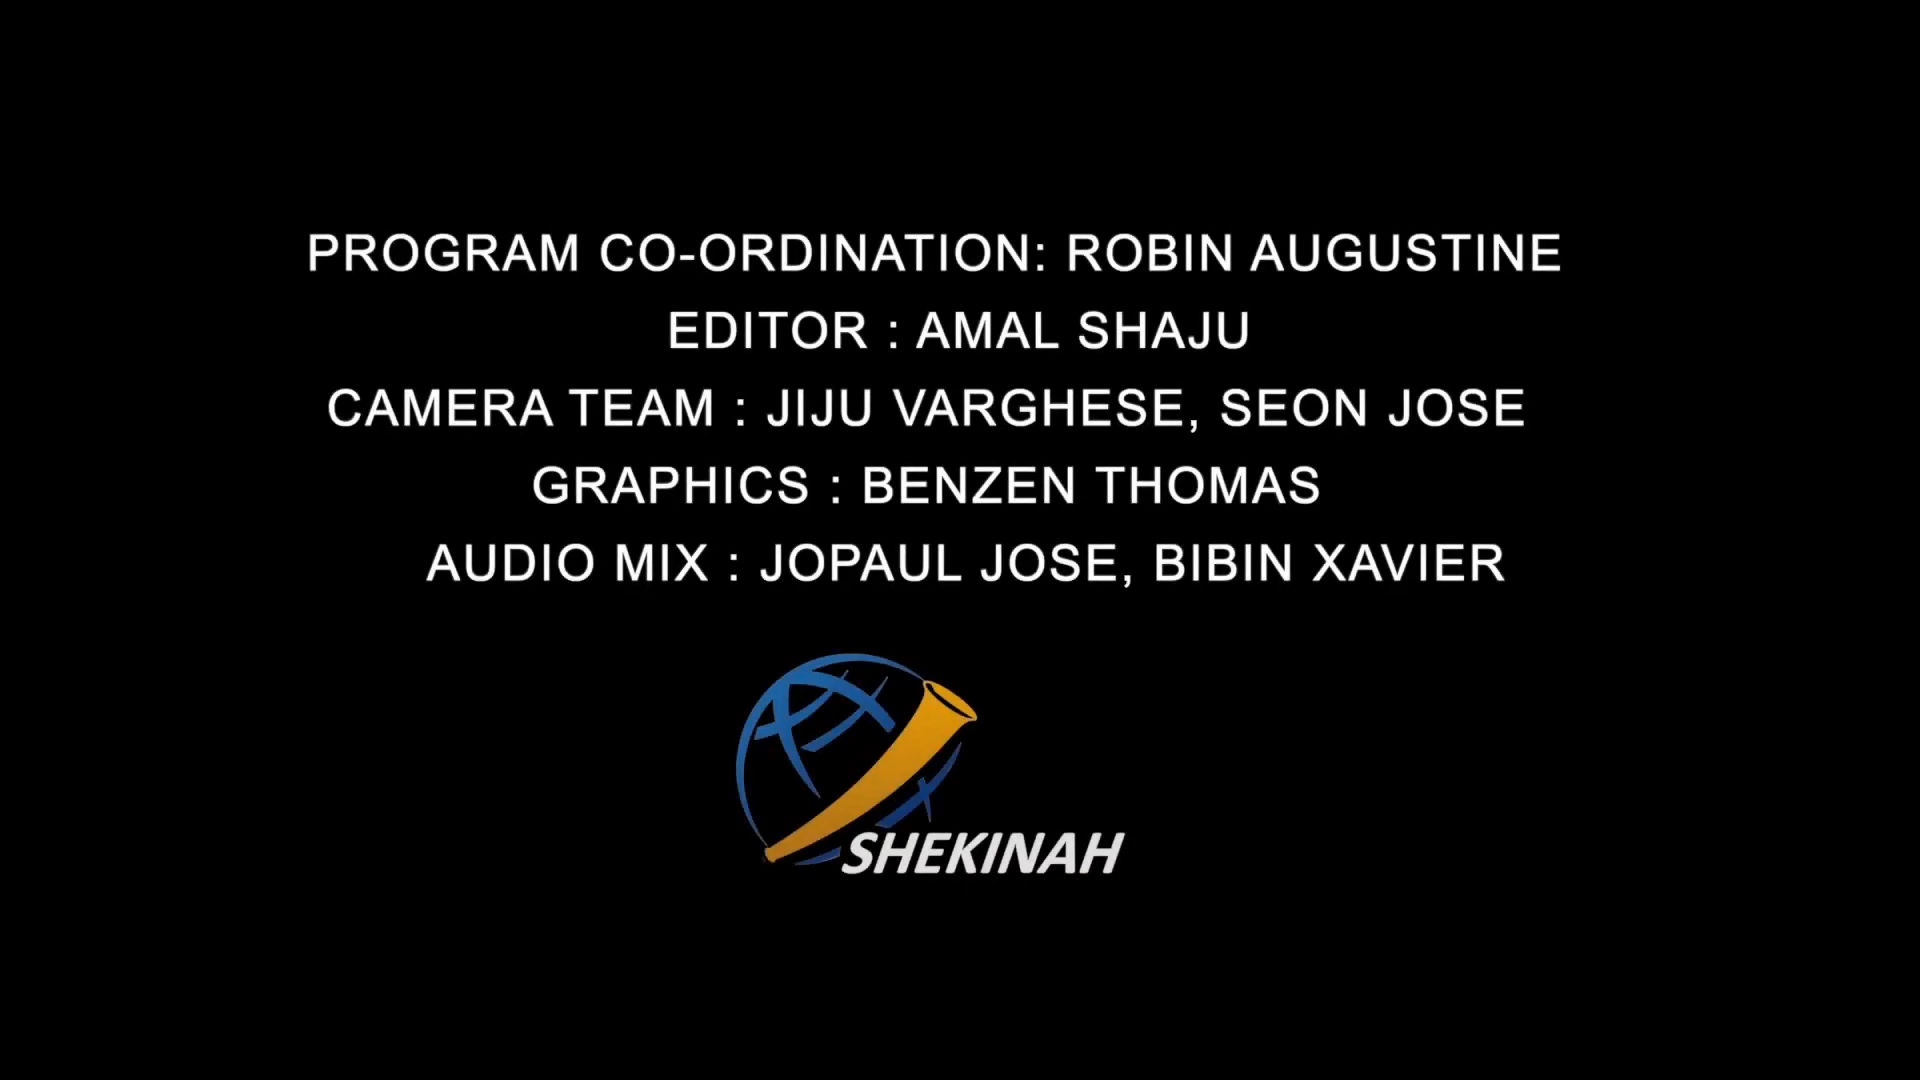 PROGRAM CO-ORDINATION: ROBIN AUGUSTINE
EDITOR : AMAL SHAJU
CAMERA TEAM : JIJU VARGHESE, SEON JOSE
GRAPHICS : BENZEN THOMAS
AUDIO MIX : JOPAUL JOSE, BIBIN XAVIER
SHEKINAH